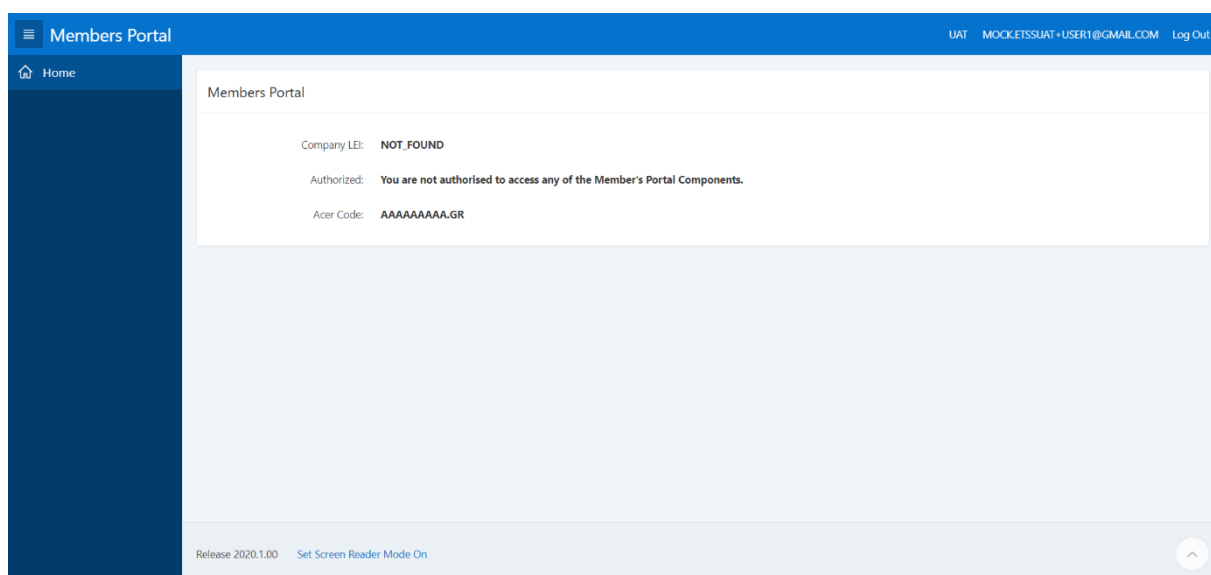 Members Portal
UAT MOCK.ETSSUAT+USER1@GMAIL.COM Log Out
Home
Members Portal
Company LEI: NOT_FOUND
Authorized: You are not authorised to access any of the Member's Portal Components.
Acer Code: AAAAAAAAA.GR
Release 2020.1.00 Set Screen Reader Mode On